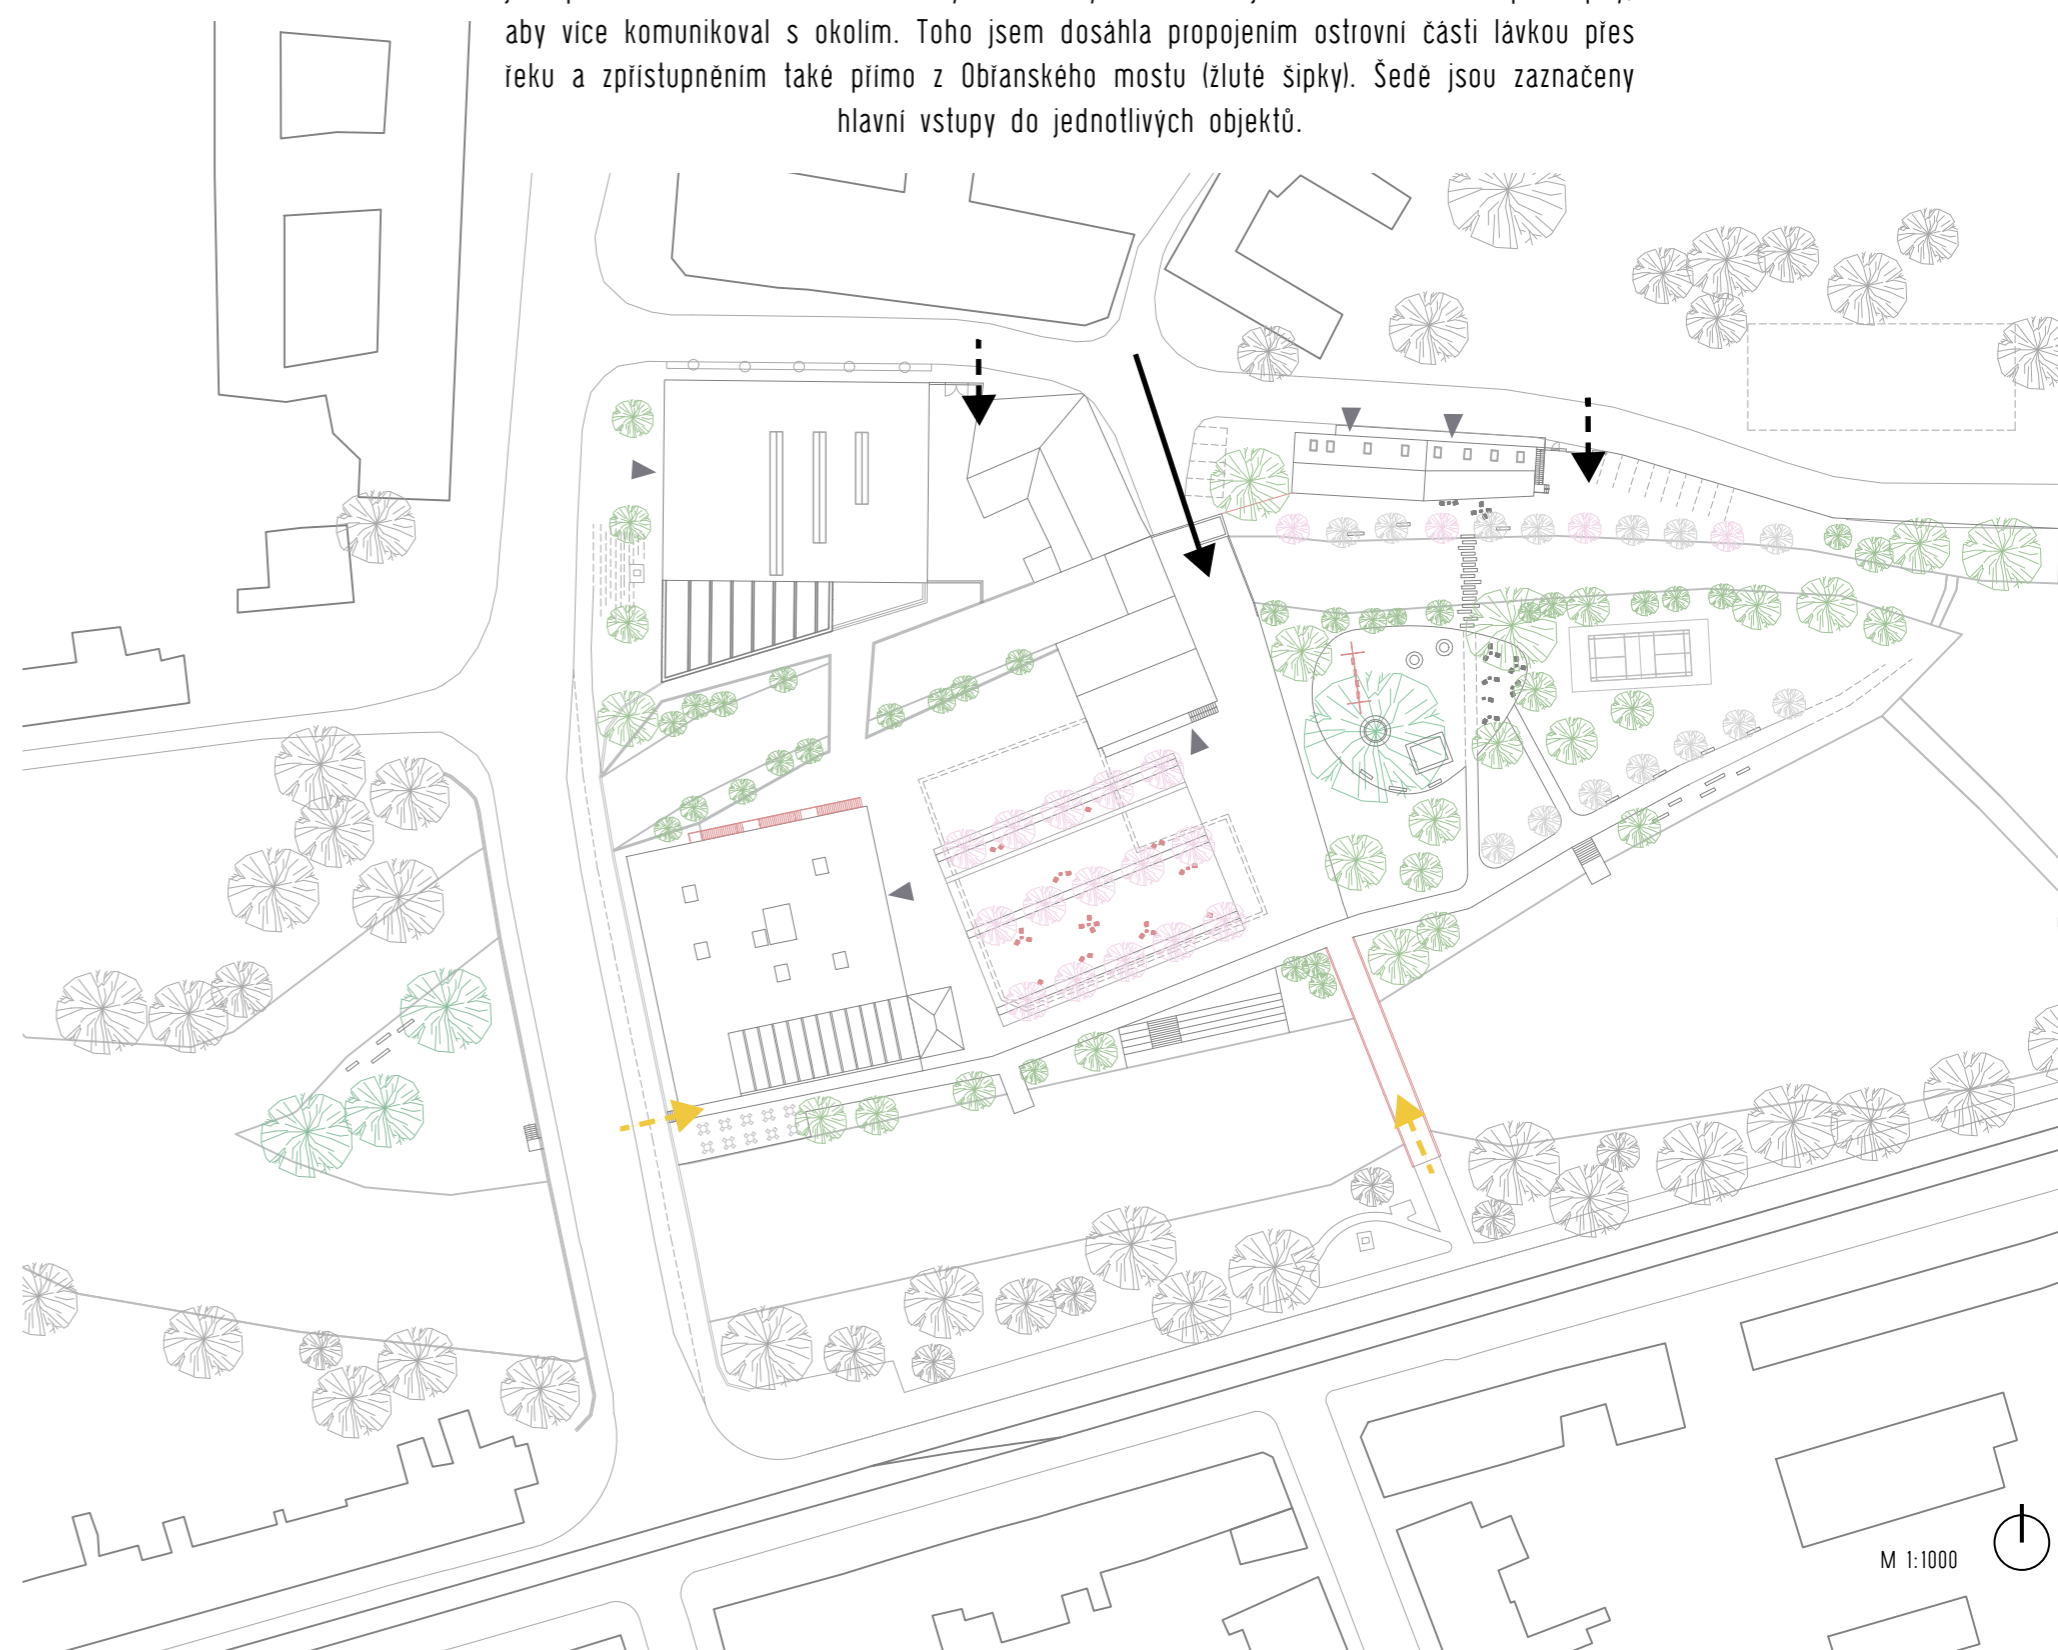 aby více komunikoval s okolím. Toho jsem dosáhla propojením ostrovní části lávkou přes
řeku a zpřístupněním také přímo z Obřanského mostu (žluté šipky). Šedě jsou zaznačeny
hlavní vstupy do jednotlivých objektů.
M 1:1000